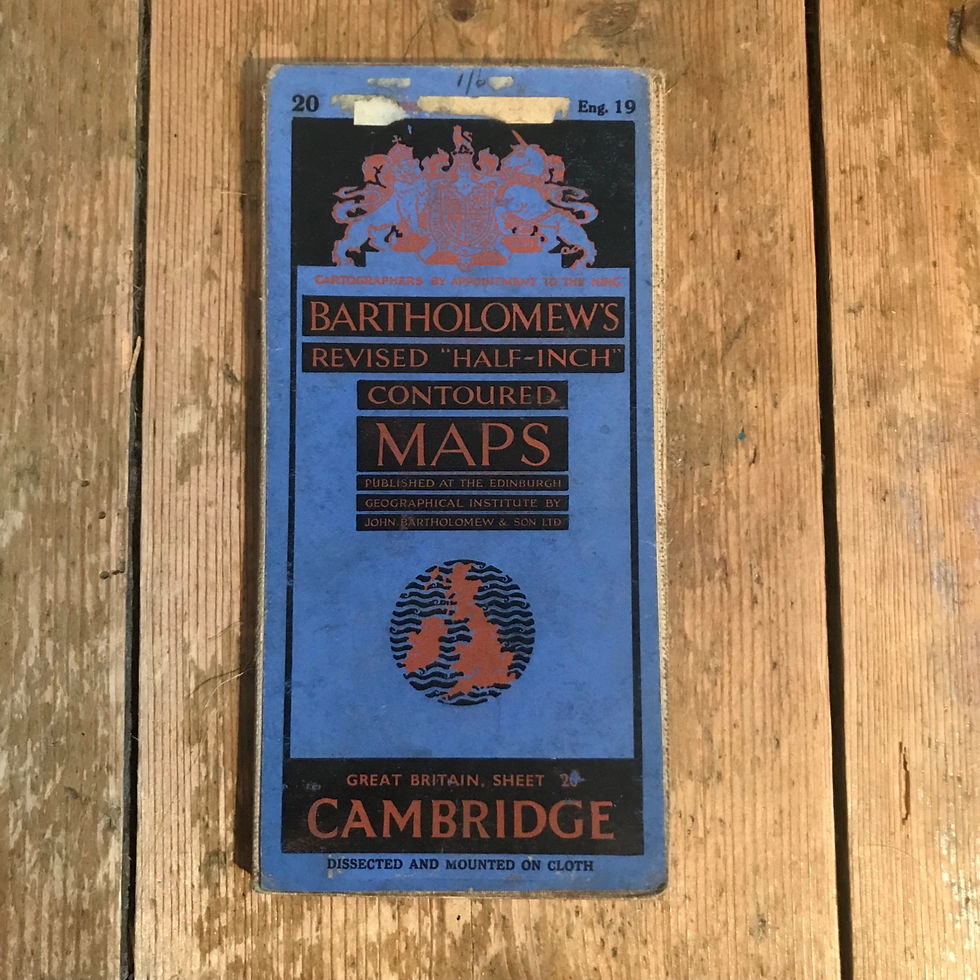 1/6
20 Eng. 19
CARTOGRAPHERS BY APPOINTMENT TO THE KING
BARTHOLOMEW'S
REVISED "HALF-INCH"
CONTOURED
MAPS
PUBLISHED AT THE EDINBURGH
GEOGRAPHICAL INSTITUTE BY
JOHN BARTHOLOMEW & SON LTD
GREAT BRITAIN, SHEET 20
CAMBRIDGE
DISSECTED AND MOUNTED ON CLOTH